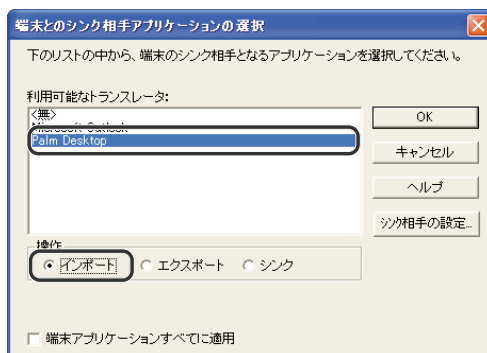 端末とのシンク相手アプリケーションの選択
下のリストの中から、端末のシンク相手となるアプリケーションを選択してください。
利用可能なトランスレータ:
<無>
Microsoft Outlook
Palm Desktop
OK
キャンセル
ヘルプ
シンク相手の設定...
操作
インポート エクスポート シンク
端末アプリケーションすべてに適用